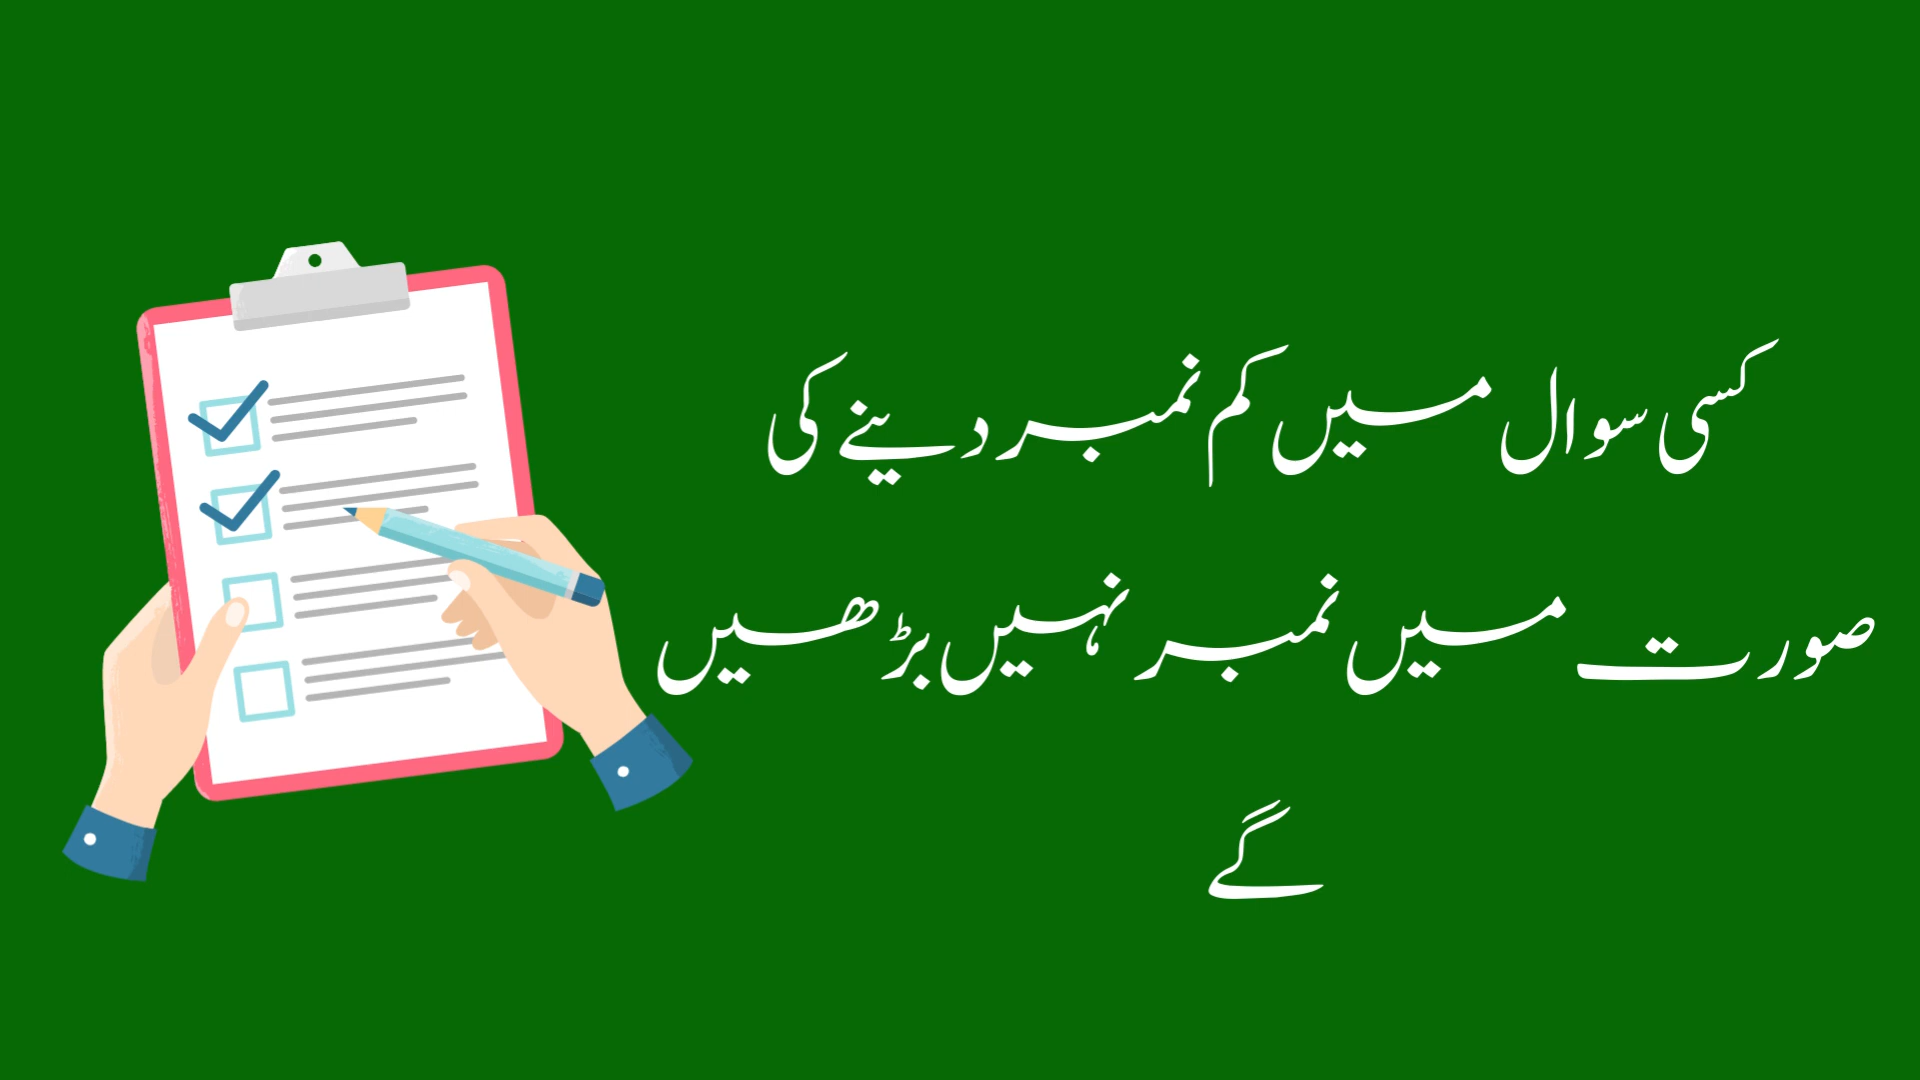 کسی سوال میں کم نمبر دینے کی
صورت میں نمبر نہیں بڑھیں
گے